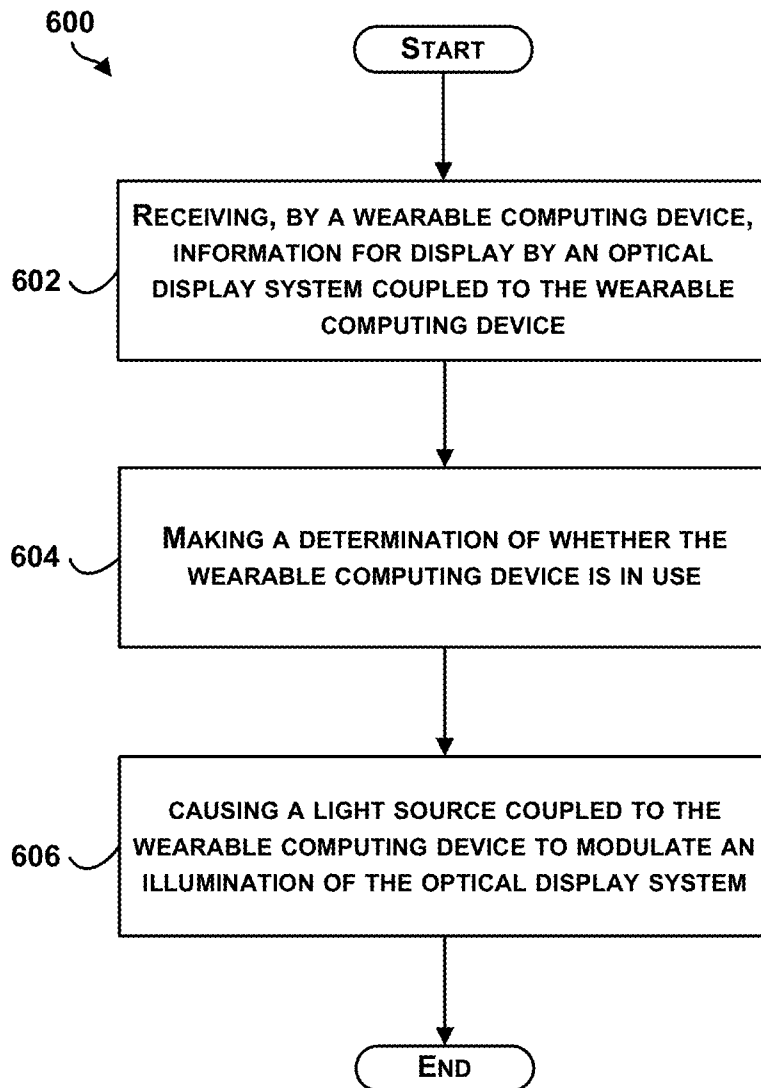 600
START
RECEIVING, BY A WEARABLE COMPUTING DEVICE,
INFORMATION FOR DISPLAY BY AN OPTICAL
DISPLAY SYSTEM COUPLED TO THE WEARABLE
COMPUTING DEVICE
602
MAKING A DETERMINATION OF WHETHER THE
WEARABLE COMPUTING DEVICE IS IN USE
604
CAUSING A LIGHT SOURCE COUPLED TO THE
WEARABLE COMPUTING DEVICE TO MODULATE AN
ILLUMINATION OF THE OPTICAL DISPLAY SYSTEM
606
END